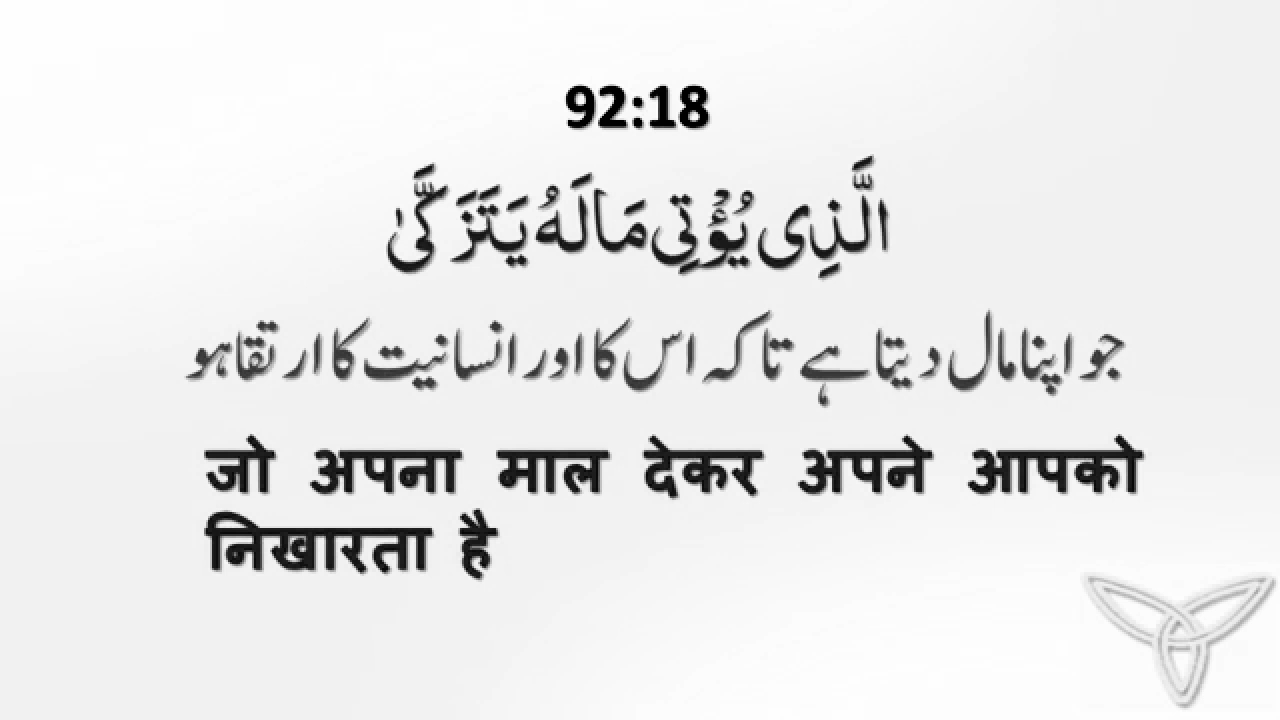 92:18
الَّذِی یُؤْتِی مَالَهُ یَتَزَكَّیٰ
جو اپنا مال دیتا ہے تا کہ اس کا اور انسانیت کا ارتقا ہو
जो अपना माल देकर अपने आपको
निखारता है